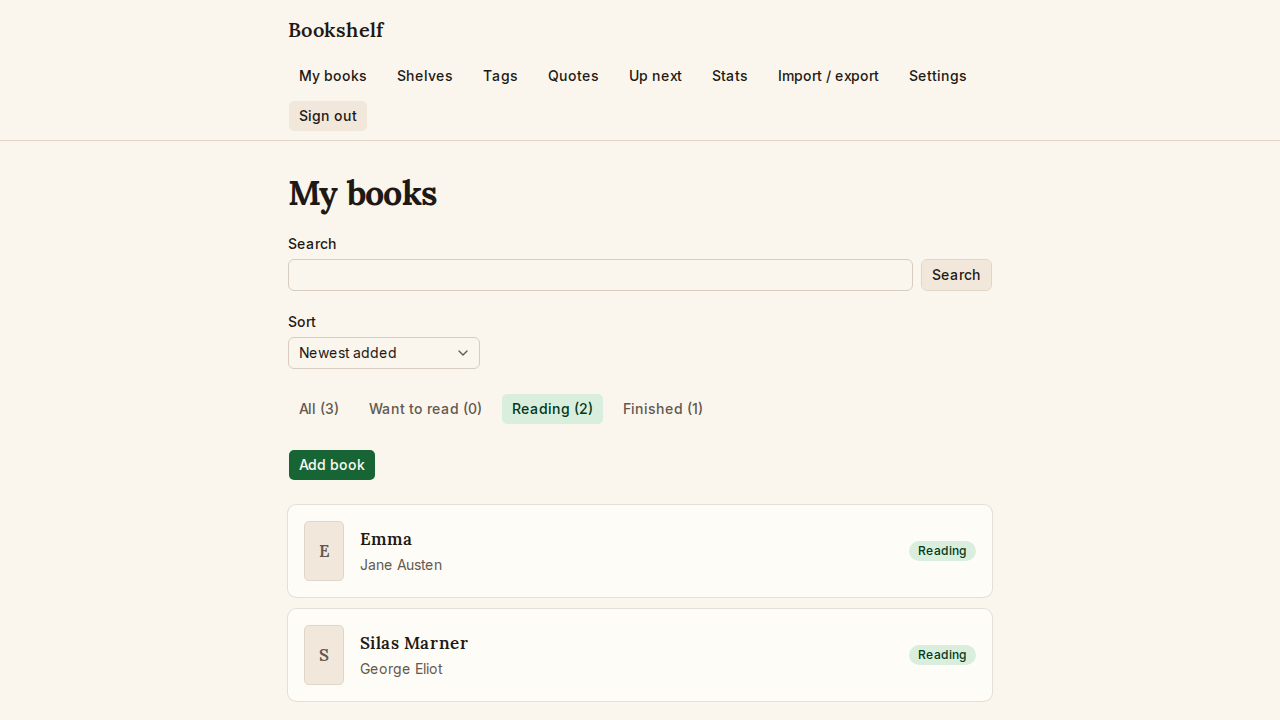 Bookshelf
My books Shelves Tags Quotes Up next Stats Import / export Settings
Sign out
My books
Search
Search
Sort
Newest added
All (3) Want to read (0) Reading (2) Finished (1)
Add book
E
Emma
Jane Austen
Reading
S
Silas Marner
George Eliot
Reading